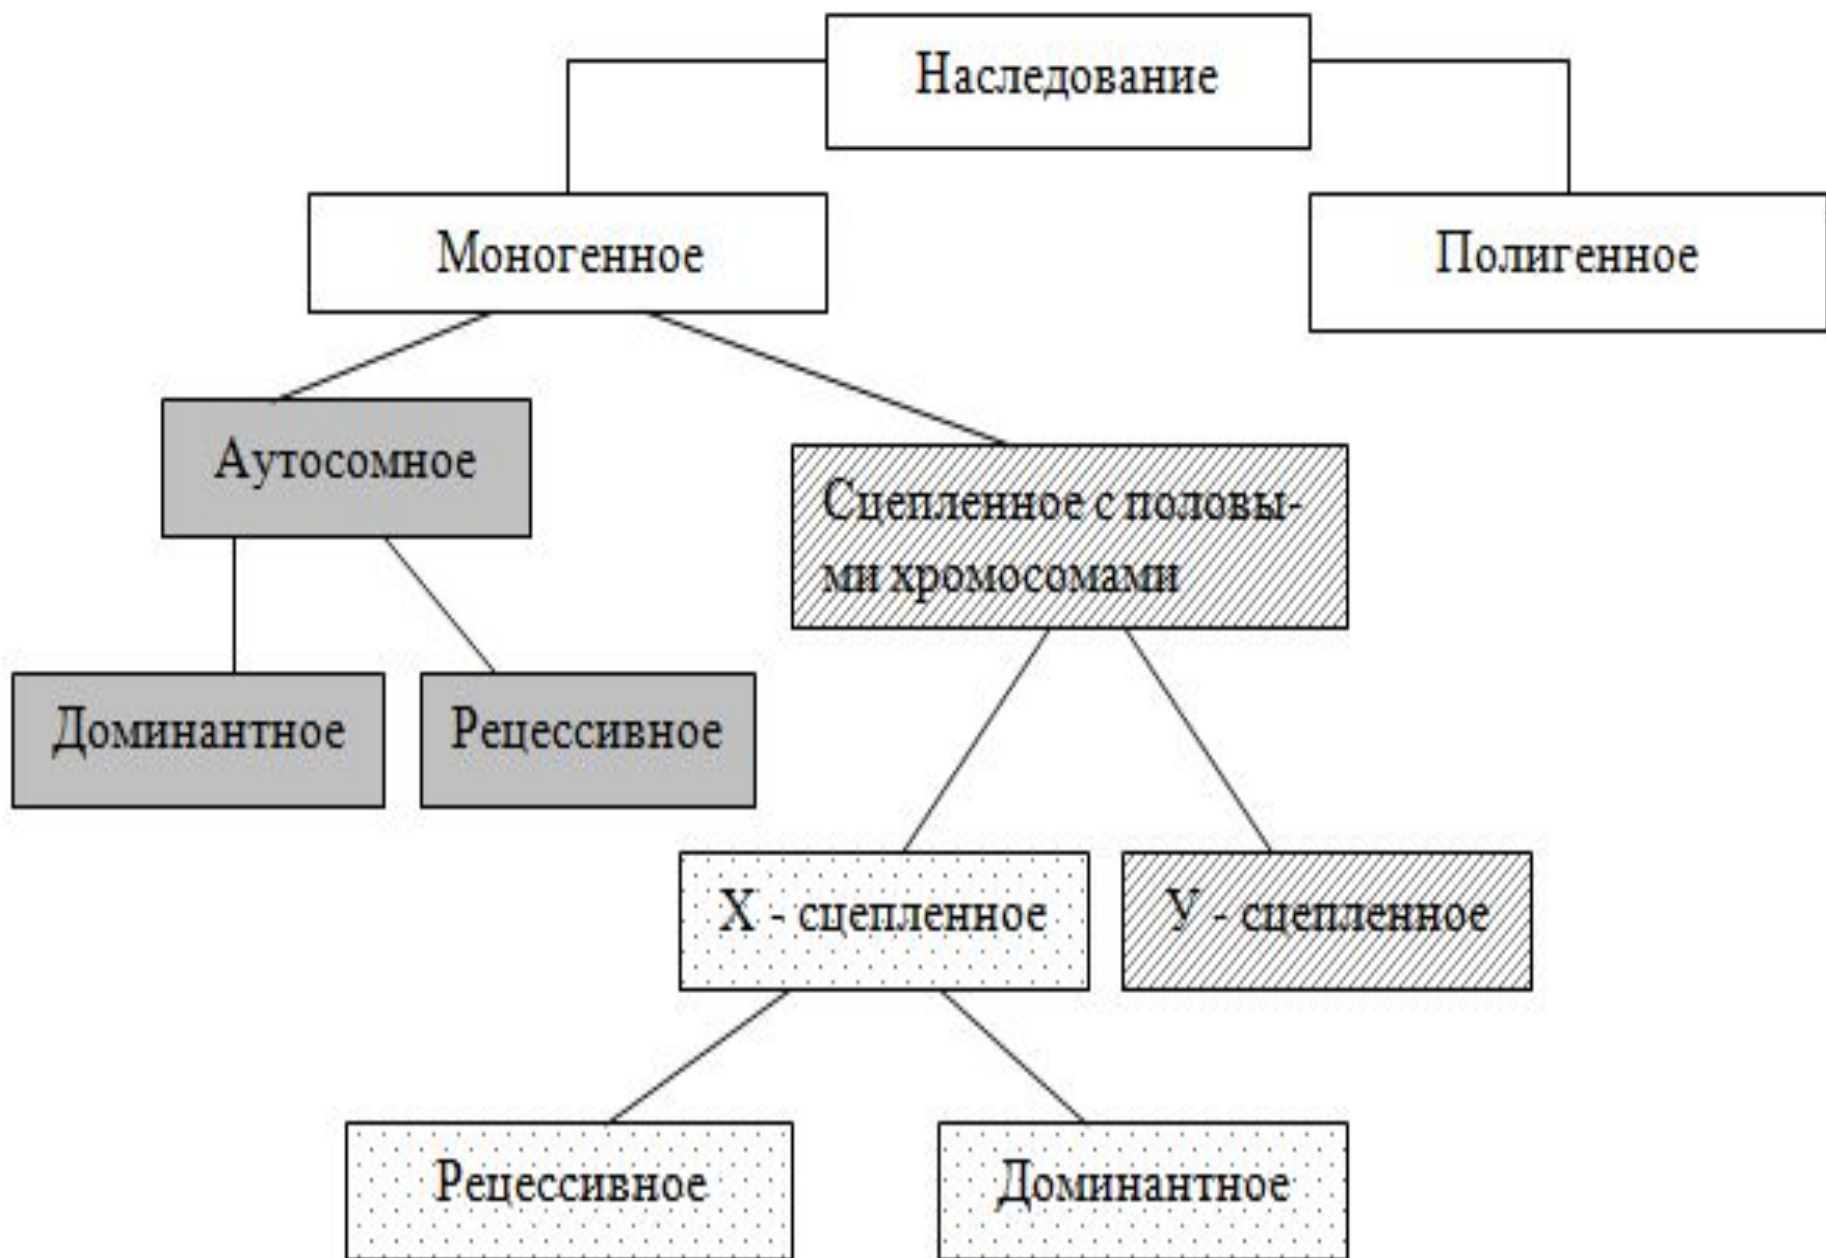 Наследование
Моногенное
Полигенное
Аутосомное
Сцепленное с половы-
ми хромосомами
Доминантное
Рецессивное
Х - сцепленное
У - сцепленное
Рецессивное
Доминантное